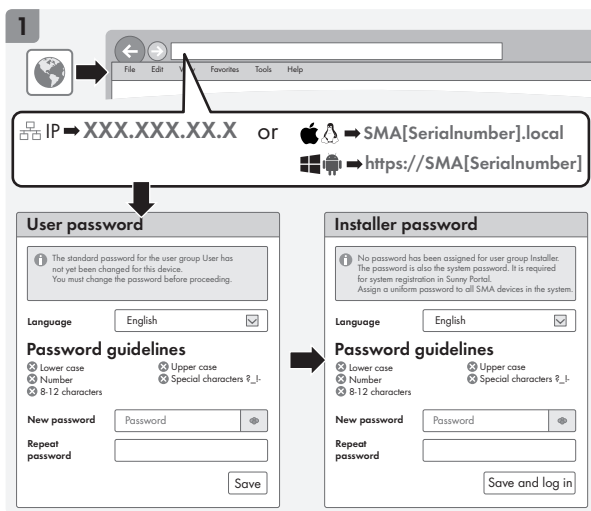 1
File Edit View Favorites Tools Help
IP XXX.XXX.XX.X or SMA[Serialnumber].local
https://SMA[Serialnumber]
User password
The standard password for the user group User has
not yet been changed for this device.
You must change the password before proceeding.
Language English
Password guidelines
Lower case Upper case
Number Special characters ?_!-
8-12 characters
New password Password
Repeat
password
Save
Installer password
No password has been assigned for user group Installer.
The password is also the system password. It is required
for system registration in Sunny Portal.
Assign a uniform password to all SMA devices in the system.
Language English
Password guidelines
Lower case Upper case
Number Special characters ?_!-
8-12 characters
New password Password
Repeat
password
Save and log in